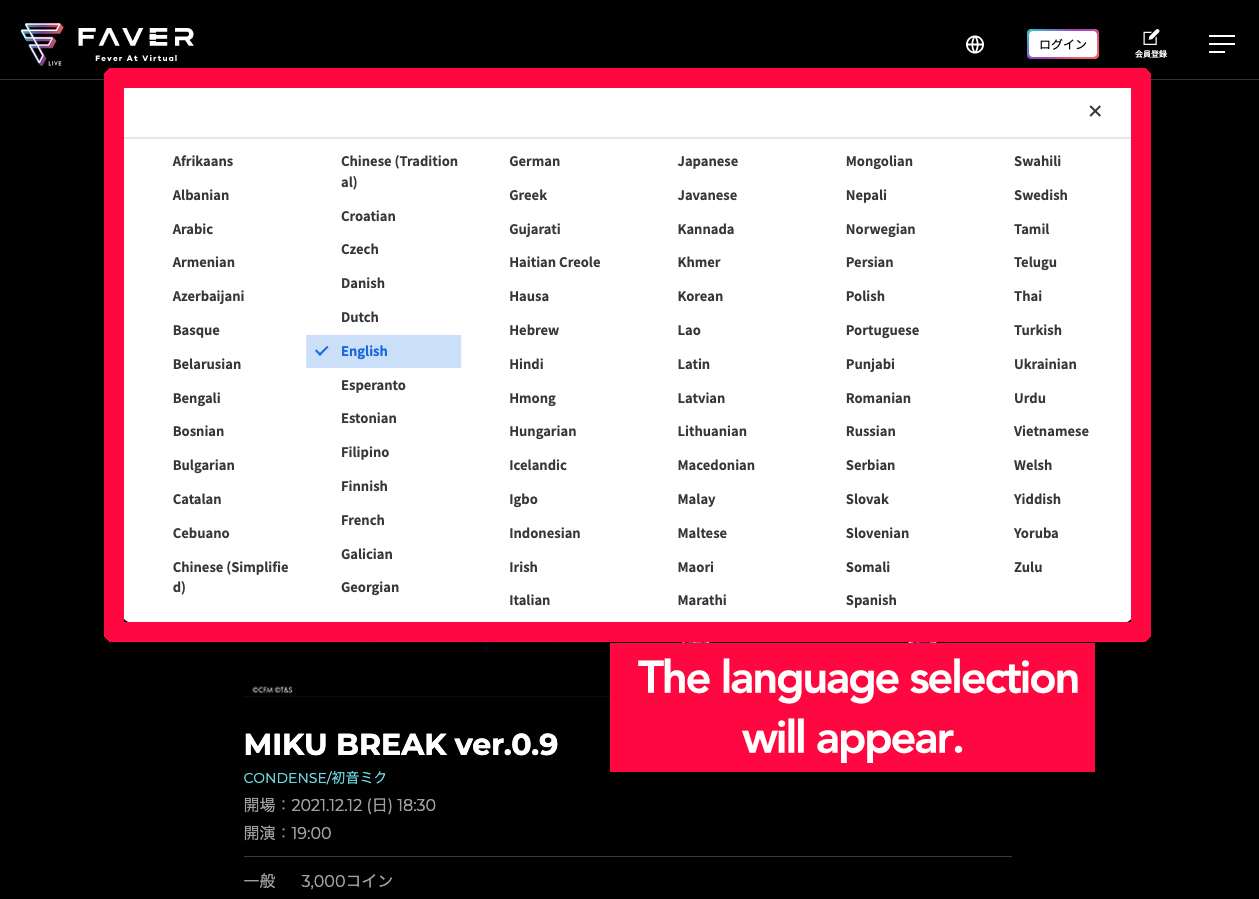 FAVER
Fever At Virtual
LIVE
ログイン
会員登録
Afrikaans
Albanian
Arabic
Armenian
Azerbaijani
Basque
Belarusian
Bengali
Bosnian
Bulgarian
Catalan
Cebuano
Chinese (Simplifie
d)
Chinese (Tradition
al)
Croatian
Czech
Danish
Dutch
English
Esperanto
Estonian
Filipino
Finnish
French
Galician
Georgian
German
Greek
Gujarati
Haitian Creole
Hausa
Hebrew
Hindi
Hmong
Hungarian
Icelandic
Igbo
Indonesian
Irish
Italian
Japanese
Javanese
Kannada
Khmer
Korean
Lao
Latin
Latvian
Lithuanian
Macedonian
Malay
Maltese
Maori
Marathi
Mongolian
Nepali
Norwegian
Persian
Polish
Portuguese
Punjabi
Romanian
Russian
Serbian
Slovak
Slovenian
Somali
Spanish
Swahili
Swedish
Tamil
Telugu
Thai
Turkish
Ukrainian
Urdu
Vietnamese
Welsh
Yiddish
Yoruba
Zulu
The language selection
will appear.
©CFM ©T&S
MIKU BREAK ver.0.9
CONDENSE/初音ミク
開場：2021.12.12 (日) 18:30
開演：19:00
一般 3,000コイン